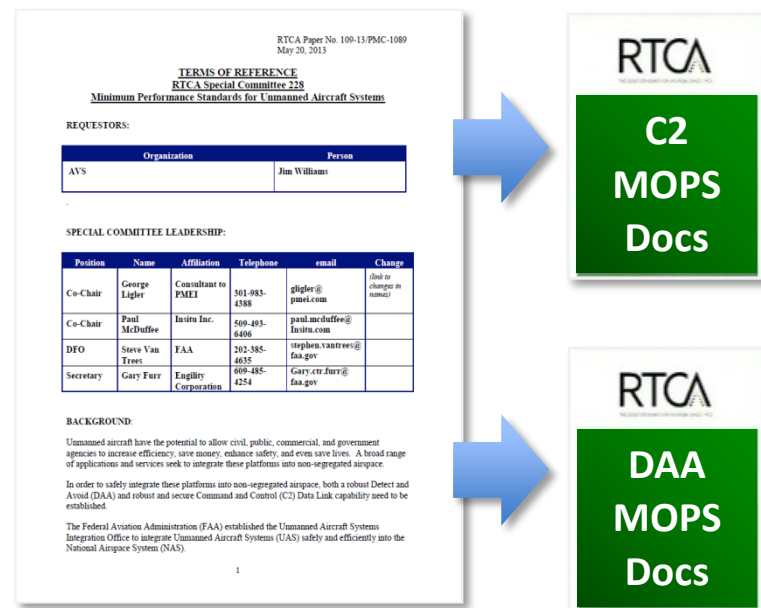 RTCA Paper No. 109-13/PMC-1089
May 20, 2013
TERMS OF REFERENCE
RTCA Special Committee 228
Minimum Performance Standards for Unmanned Aircraft Systems
REQUESTORS:
Organization Person
AVS Jim Williams
.
SPECIAL COMMITTEE LEADERSHIP:
Position Name Affiliation Telephone email Change
Co-Chair George Ligler Consultant to PMEI 301-983-4388 gligler@pmei.com (link to changes in names)
Co-Chair Paul McDuffee Insitu Inc. 509-493-6406 paul.mcduffee@Insitu.com
DFO Steve Van Trees FAA 202-385-4635 stephen.vantrees@faa.gov
Secretary Gary Furr Engility Corporation 609-485-4254 Gary.ctr.furr@faa.gov
BACKGROUND:
Unmanned aircraft have the potential to allow civil, public, commercial, and government
agencies to increase efficiency, save money, enhance safety, and even save lives. A broad range
of applications and services seek to integrate these platforms into non-segregated airspace.
In order to safely integrate these platforms into non-segregated airspace, both a robust Detect and
Avoid (DAA) and robust and secure Command and Control (C2) Data Link capability need to be
established.
The Federal Aviation Administration (FAA) established the Unmanned Aircraft Systems
Integration Office to integrate Unmanned Aircraft Systems (UAS) safely and efficiently into the
National Airspace System (NAS).
1
RTCA
C2
MOPS
Docs
RTCA
DAA
MOPS
Docs